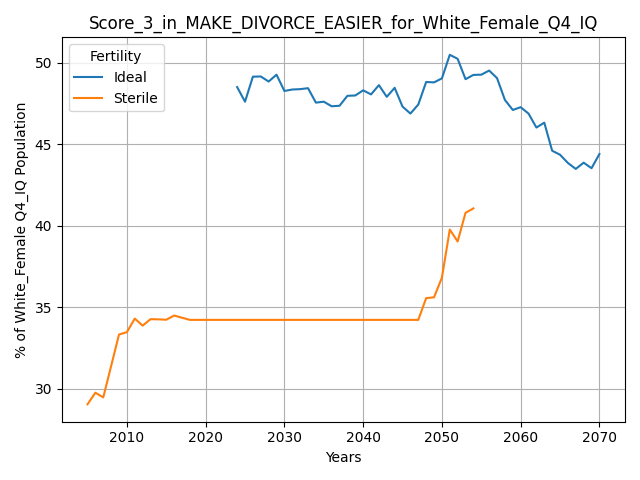 Score_3_in_MAKE_DIVORCE_EASIER_for_White_Female_Q4_IQ
Fertility
Ideal
Sterile
% of White_Female Q4_IQ Population
50
45
40
35
30
2010
2020
2030
2040
2050
2060
2070
Years